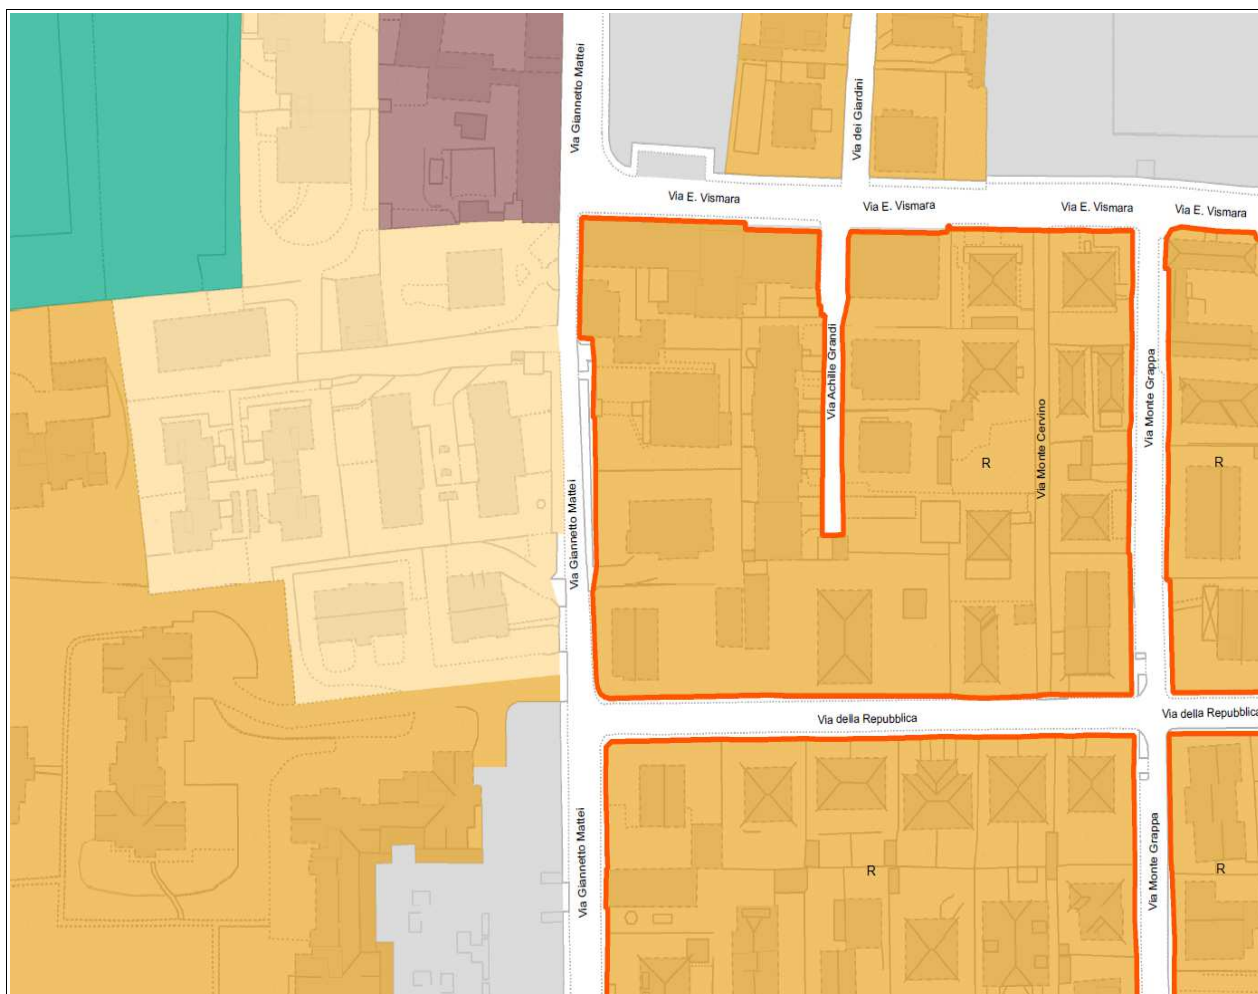 Via Giannetto Mattei
Via dei Giardini
Via E. Vismara
Via E. Vismara
Via E. Vismara
Via E. Vismara
Via Achille Grandi
Via Monte Grappa
Via Monte Cervino
R
R
Via Giannetto Mattei
Via della Repubblica
Via della Repubblica
Via Giannetto Mattei
Via Monte Grappa
R
R